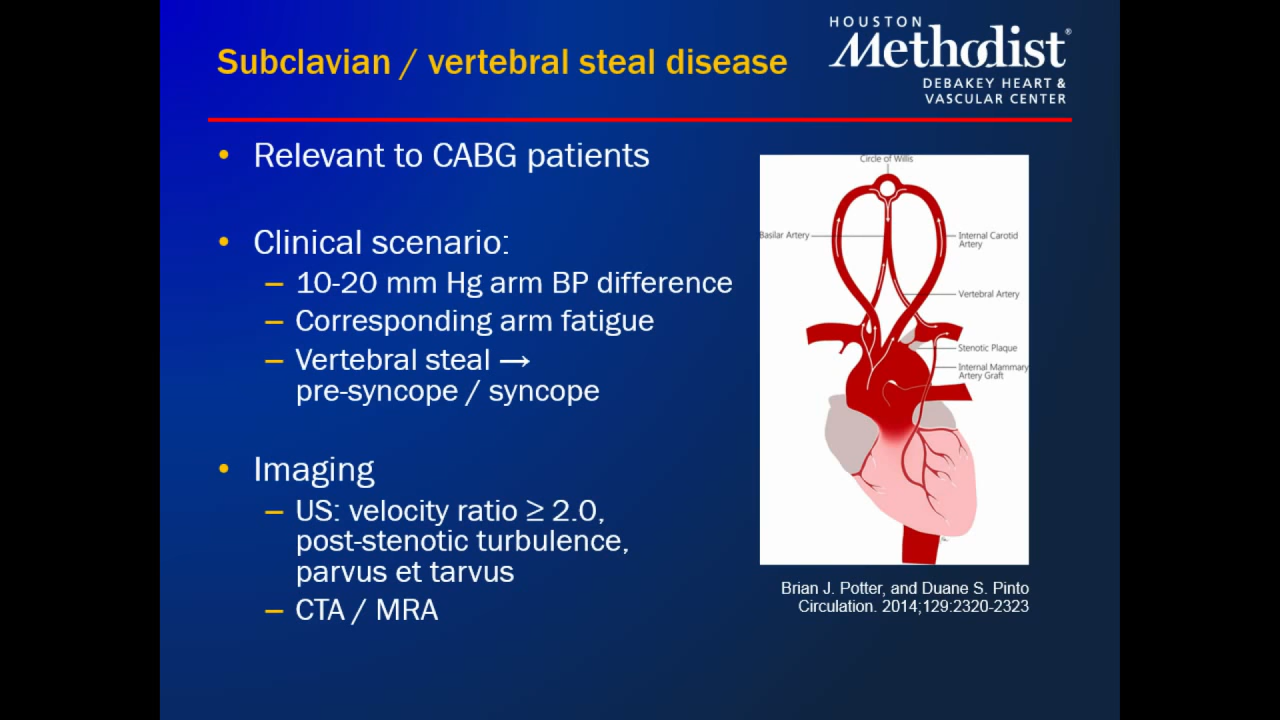 HOUSTON
Methodist®
DEBAKEY HEART &
VASCULAR CENTER
Subclavian / vertebral steal disease
• Relevant to CABG patients
• Clinical scenario:
– 10-20 mm Hg arm BP difference
– Corresponding arm fatigue
– Vertebral steal →
pre-syncope / syncope
• Imaging
– US: velocity ratio ≥ 2.0,
post-stenotic turbulence,
parvus et tarvus
– CTA / MRA
Circle of Willis
Basilar Artery
Internal Carotid
Artery
Vertebral Artery
Stenotic Plaque
Internal Mammary
Artery Graft
Brian J. Potter, and Duane S. Pinto
Circulation. 2014;129:2320-2323